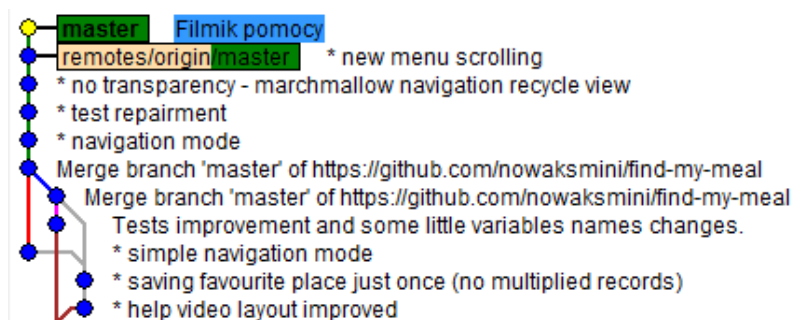 master Filmik pomocy
remotes/origin/master * new menu scrolling
* no transparency - marchmallow navigation recycle view
* test repairment
* navigation mode
Merge branch 'master' of https://github.com/nowaksmini/find-my-meal
Merge branch 'master' of https://github.com/nowaksmini/find-my-meal
Tests improvement and some little variables names changes.
* simple navigation mode
* saving favourite place just once (no multiplied records)
* help video layout improved